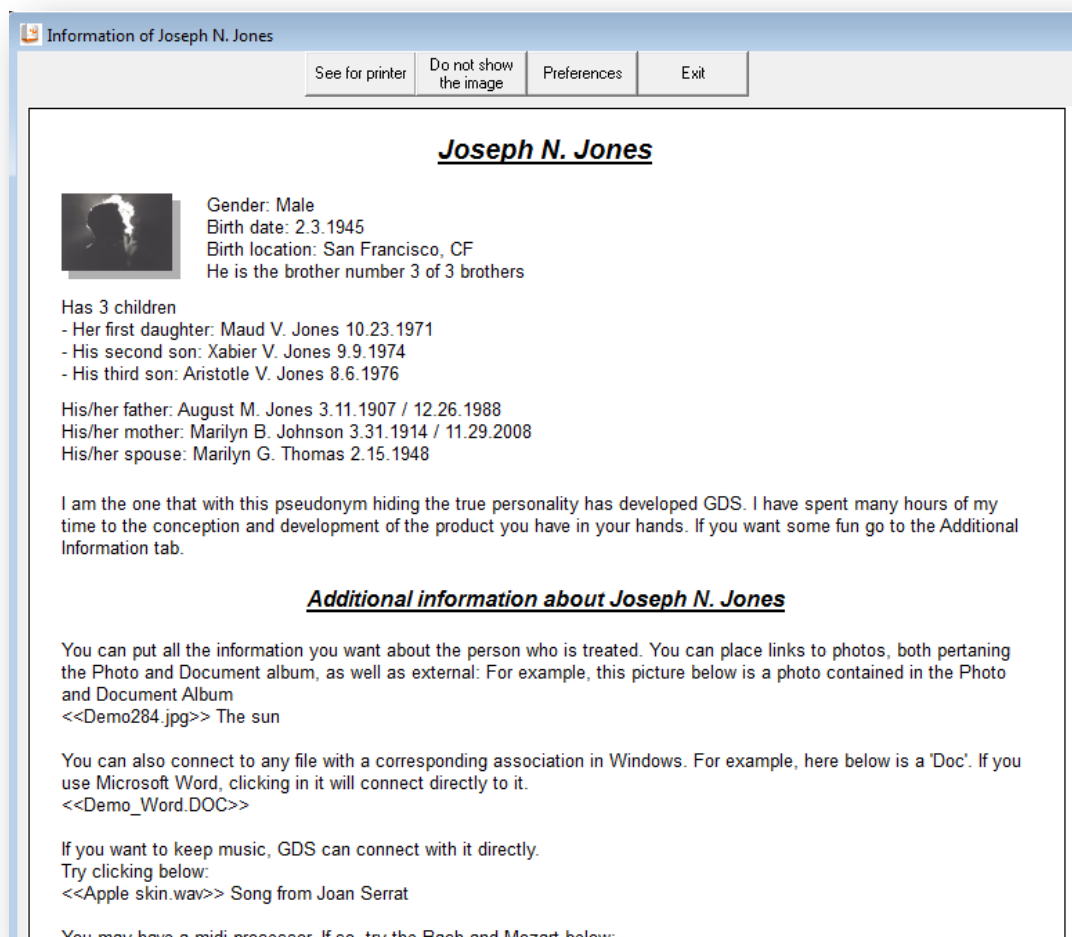 Information of Joseph N. Jones
See for printer
Do not show
the image
Preferences
Exit
Joseph N. Jones
Gender: Male
Birth date: 2.3.1945
Birth location: San Francisco, CF
He is the brother number 3 of 3 brothers
Has 3 children
- Her first daughter: Maud V. Jones 10.23.1971
- His second son: Xabier V. Jones 9.9.1974
- His third son: Aristotle V. Jones 8.6.1976
His/her father: August M. Jones 3.11.1907 / 12.26.1988
His/her mother: Marilyn B. Johnson 3.31.1914 / 11.29.2008
His/her spouse: Marilyn G. Thomas 2.15.1948
I am the one that with this pseudonym hiding the true personality has developed GDS. I have spent many hours of my
time to the conception and development of the product you have in your hands. If you want some fun go to the Additional
Information tab.
Additional information about Joseph N. Jones
You can put all the information you want about the person who is treated. You can place links to photos, both pertaning
the Photo and Document album, as well as external: For example, this picture below is a photo contained in the Photo
and Document Album
<<Demo284.jpg>> The sun
You can also connect to any file with a corresponding association in Windows. For example, here below is a 'Doc'. If you
use Microsoft Word, clicking in it will connect directly to it.
<<Demo_Word.DOC>>
If you want to keep music, GDS can connect with it directly.
Try clicking below:
<<Apple skin.wav>> Song from Joan Serrat
You may have a midi processor. If so, try the Bach and Mozart below: